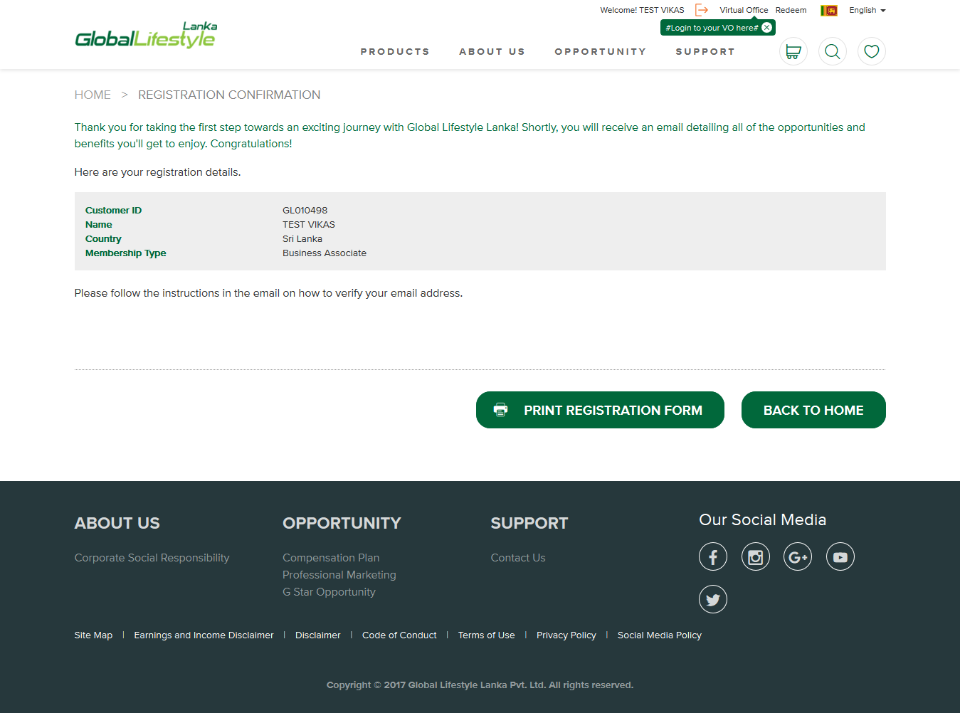 Welcome! TEST VIKAS Virtual Office Redeem English
#Login to your VO here#
Lanka
GlobalLifestyle
PRODUCTS ABOUT US OPPORTUNITY SUPPORT
HOME > REGISTRATION CONFIRMATION
Thank you for taking the first step towards an exciting journey with Global Lifestyle Lanka! Shortly, you will receive an email detailing all of the opportunities and
benefits you'll get to enjoy. Congratulations!
Here are your registration details.
Customer ID GL010498
Name TEST VIKAS
Country Sri Lanka
Membership Type Business Associate
Please follow the instructions in the email on how to verify your email address.
PRINT REGISTRATION FORM BACK TO HOME
ABOUT US OPPORTUNITY SUPPORT Our Social Media
Corporate Social Responsibility Compensation Plan Contact Us
Professional Marketing
G Star Opportunity
Site Map | Earnings and Income Disclaimer | Disclaimer | Code of Conduct | Terms of Use | Privacy Policy | Social Media Policy
Copyright © 2017 Global Lifestyle Lanka Pvt. Ltd. All rights reserved.